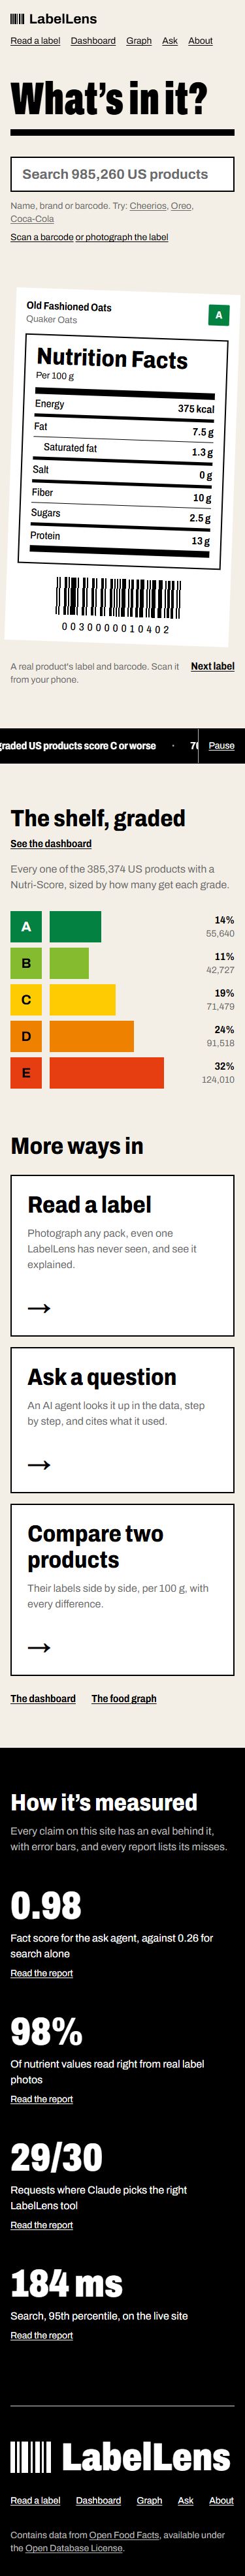 LabelLens
Read a label Dashboard Graph Ask About
What's in it?
Search 985,260 US products
Name, brand or barcode. Try: Cheerios, Oreo,
Coca-Cola
Scan a barcode or photograph the label
Old Fashioned Oats
Quaker Oats
A
Nutrition Facts
Per 100 g
Energy 375 kcal
Fat 7.5 g
Saturated fat 1.3 g
Salt 0 g
Fiber 10 g
Sugars 2.5 g
Protein 13 g
0030000010402
A real product's label and barcode. Scan it
from your phone.
Next label
graded US products score C or worse · Pause
The shelf, graded
See the dashboard
Every one of the 385,374 US products with a
Nutri-Score, sized by how many get each grade.
A 14%
55,640
B 11%
42,727
C 19%
71,479
D 24%
91,518
E 32%
124,010
More ways in
Read a label
Photograph any pack, even one
LabelLens has never seen, and see it
explained.
→
Ask a question
An AI agent looks it up in the data, step
by step, and cites what it used.
→
Compare two
products
Their labels side by side, per 100 g, with
every difference.
→
The dashboard The food graph
How it's measured
Every claim on this site has an eval behind it,
with error bars, and every report lists its misses.
0.98
Fact score for the ask agent, against 0.26 for
search alone
Read the report
98%
Of nutrient values read right from real label
photos
Read the report
29/30
Requests where Claude picks the right
LabelLens tool
Read the report
184 ms
Search, 95th percentile, on the live site
Read the report
LabelLens
Read a label Dashboard Graph Ask About
Contains data from Open Food Facts, available under
the Open Database License.